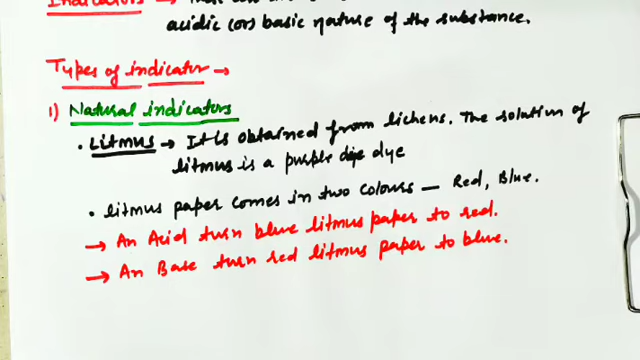 Indicators →
acidic (or) basic nature of the substance.
Types of indicator →
1) Natural indicators
• Litmus → It is obtained from lichens. The solution of
litmus is a purple dye
• litmus paper comes in two colours — Red, Blue.
→ An Acid turn blue litmus paper to red.
→ An Base turn red litmus paper to blue.